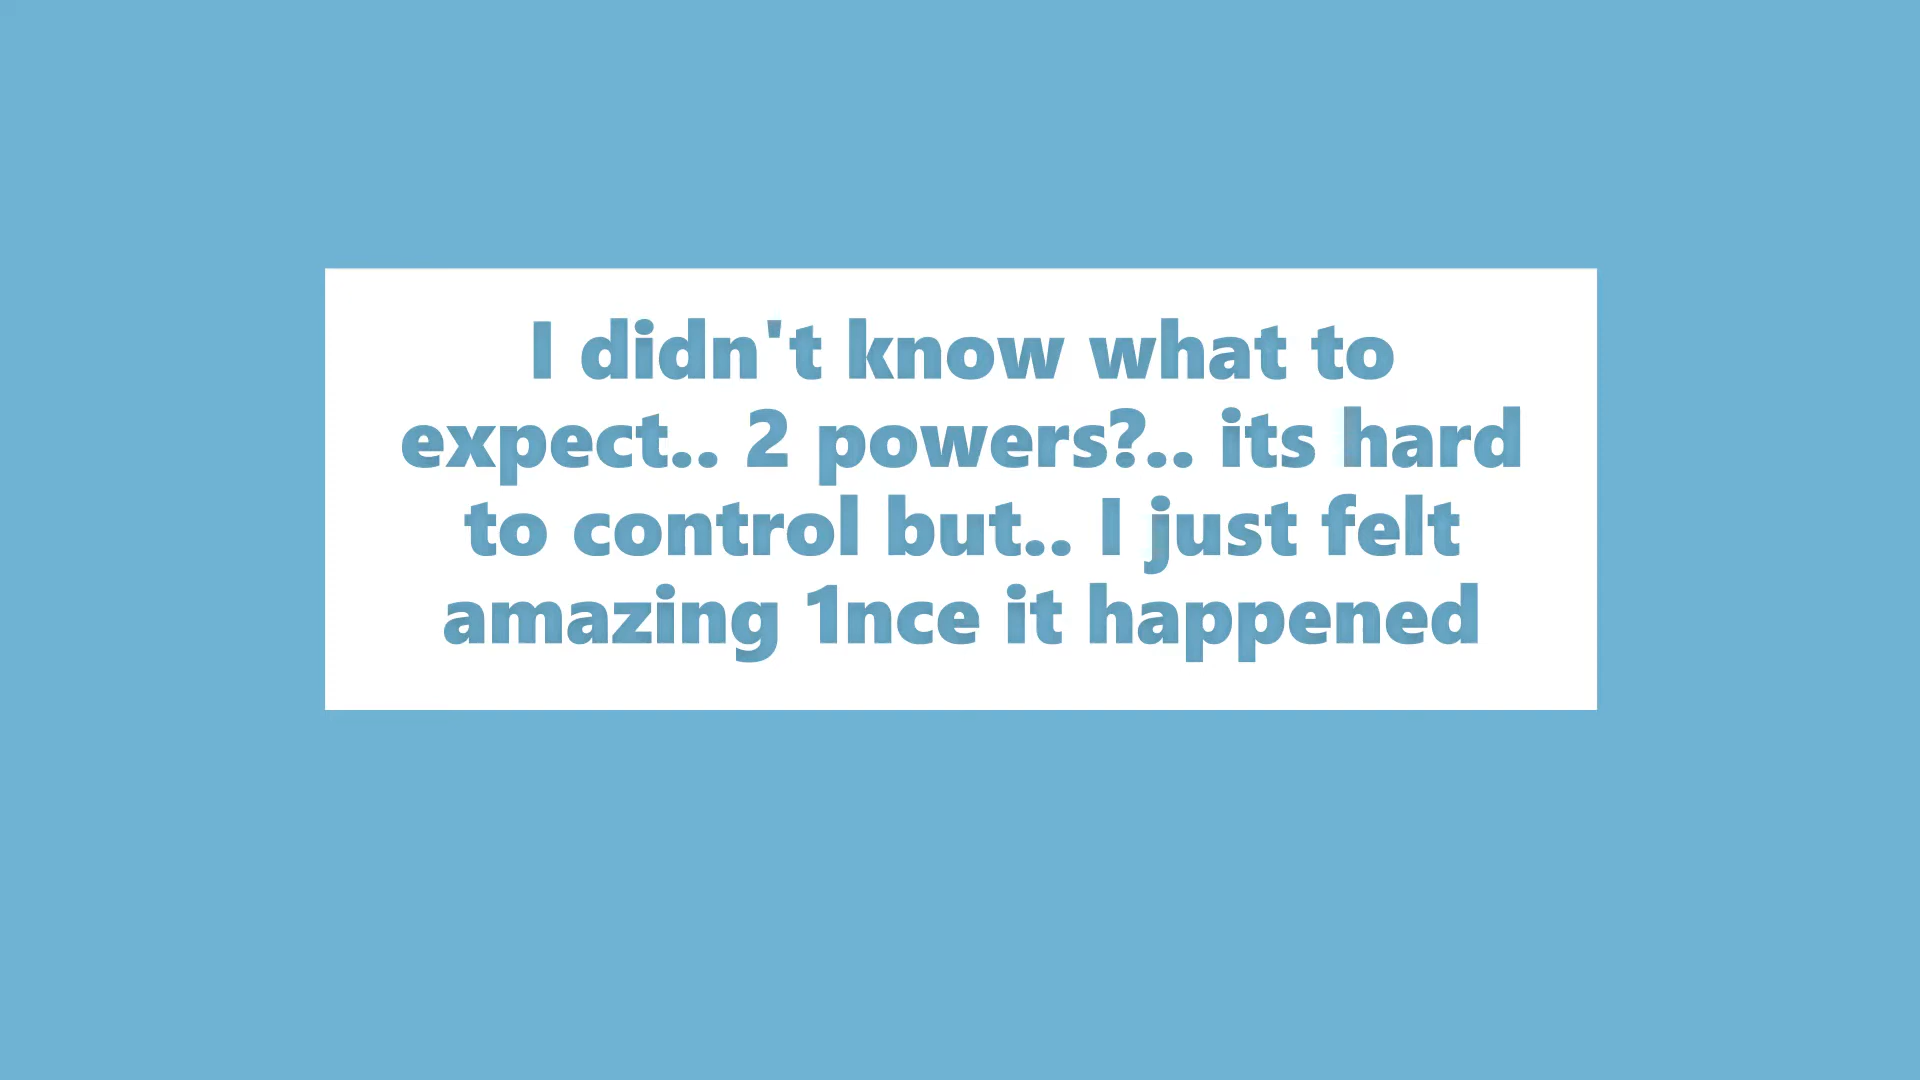 I didn't know what to
expect.. 2 powers?.. its hard
to control but.. I just felt
amazing 1nce it happened